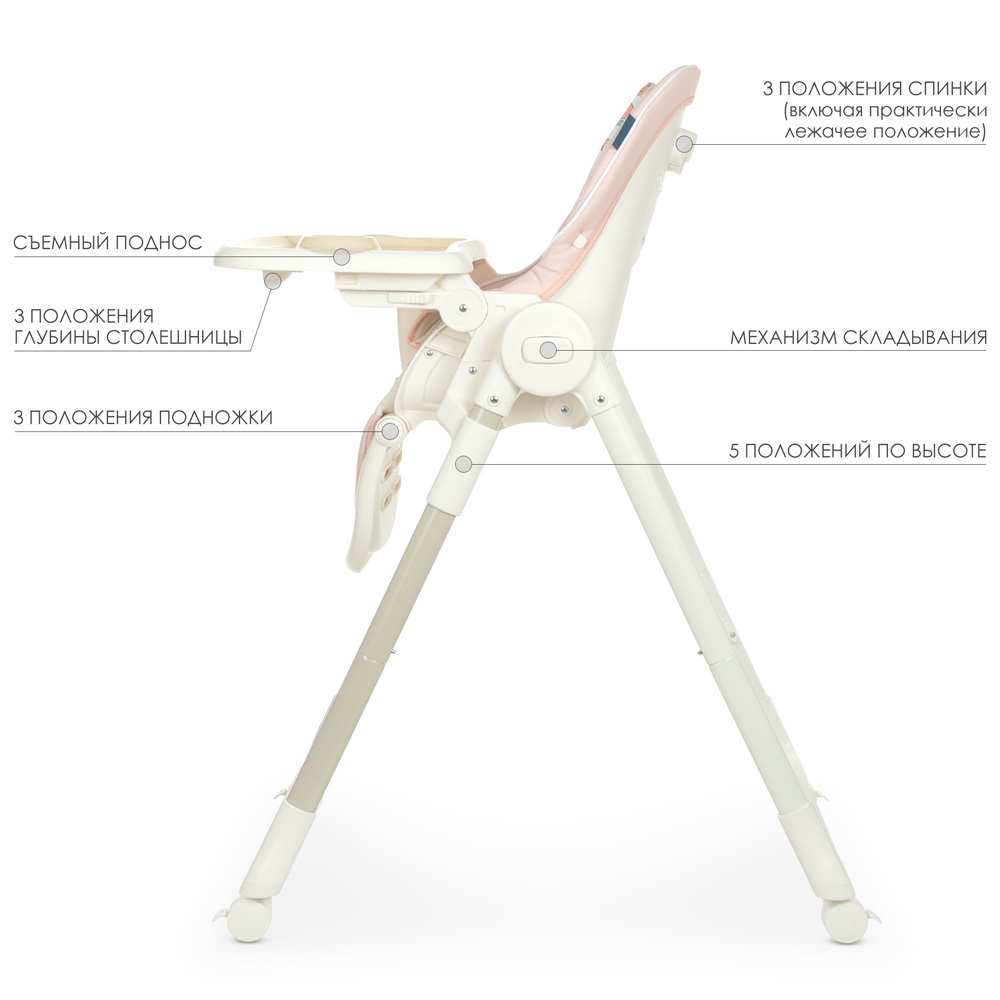 3 ПОЛОЖЕНИЯ СПИНКИ
(включая практически
лежачее положение)
СЪЕМНЫЙ ПОДНОС
3 ПОЛОЖЕНИЯ
ГЛУБИНЫ СТОЛЕШНИЦЫ
МЕХАНИЗМ СКЛАДЫВАНИЯ
3 ПОЛОЖЕНИЯ ПОДНОЖКИ
5 ПОЛОЖЕНИЙ ПО ВЫСОТЕ